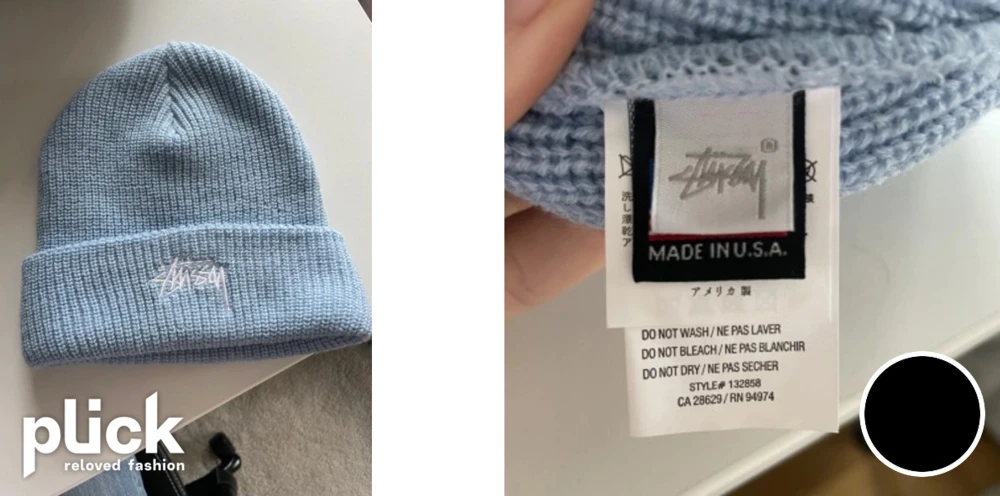 Stüssy
plick
reloved fashion
Stüssy
®
MADE IN U.S.A.
アメリカ製
DO NOT WASH / NE PAS LAVER
DO NOT BLEACH / NE PAS BLANCHIR
DO NOT DRY / NE PAS SECHER
STYLE# 132858
CA 28629 / RN 94974